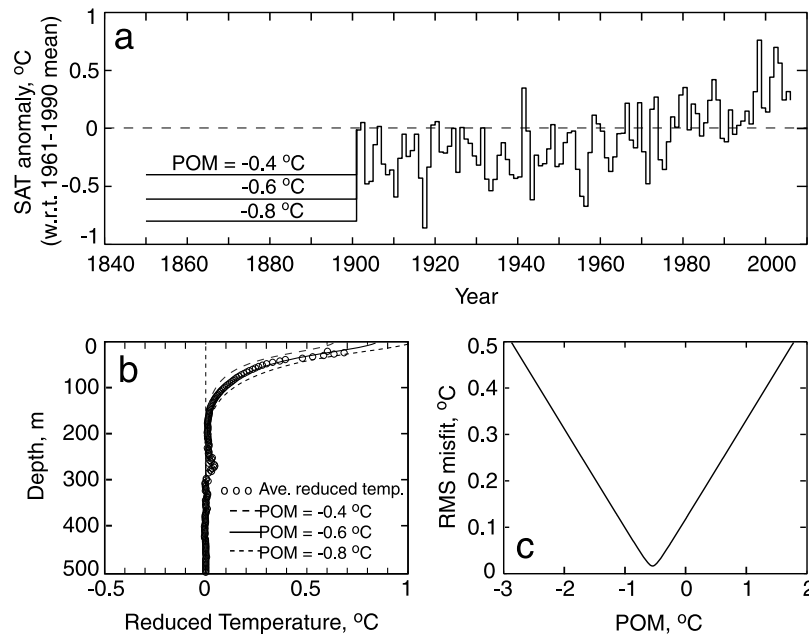 a
SAT anomaly, °C
(w.r.t. 1961-1990 mean)
1
0.5
0
-0.5
-1
POM = -0.4 °C
-0.6 °C
-0.8 °C
1840 1860 1880 1900 1920 1940 1960 1980 2000
Year
b
Depth, m
0
100
200
300
400
500
Ave. reduced temp.
POM = -0.4 °C
POM = -0.6 °C
POM = -0.8 °C
-0.5 0 0.5 1
Reduced Temperature, °C
c
RMS misfit, °C
0.5
0.4
0.3
0.2
0.1
0
-3 -2 -1 0 1 2
POM, °C